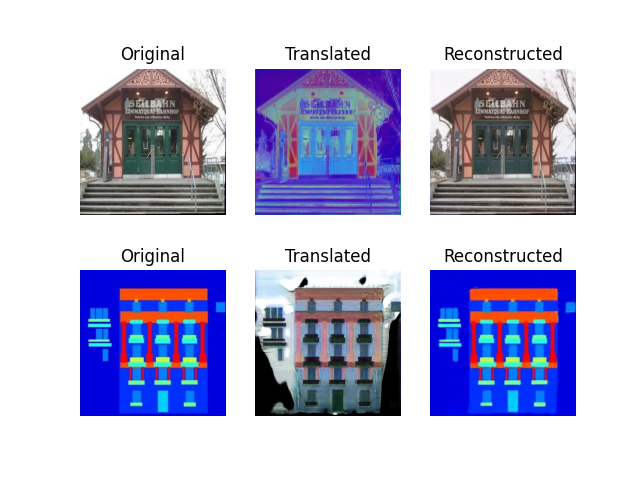 Original
Translated
Reconstructed
SEILBAHN
LIMMATQUAI-BAHNHOF
SEILBAHN
LIMMATQUAI-BAHNHOF
SEILBAHN
LIMMATQUAI-BAHNHOF
Original
Translated
Reconstructed